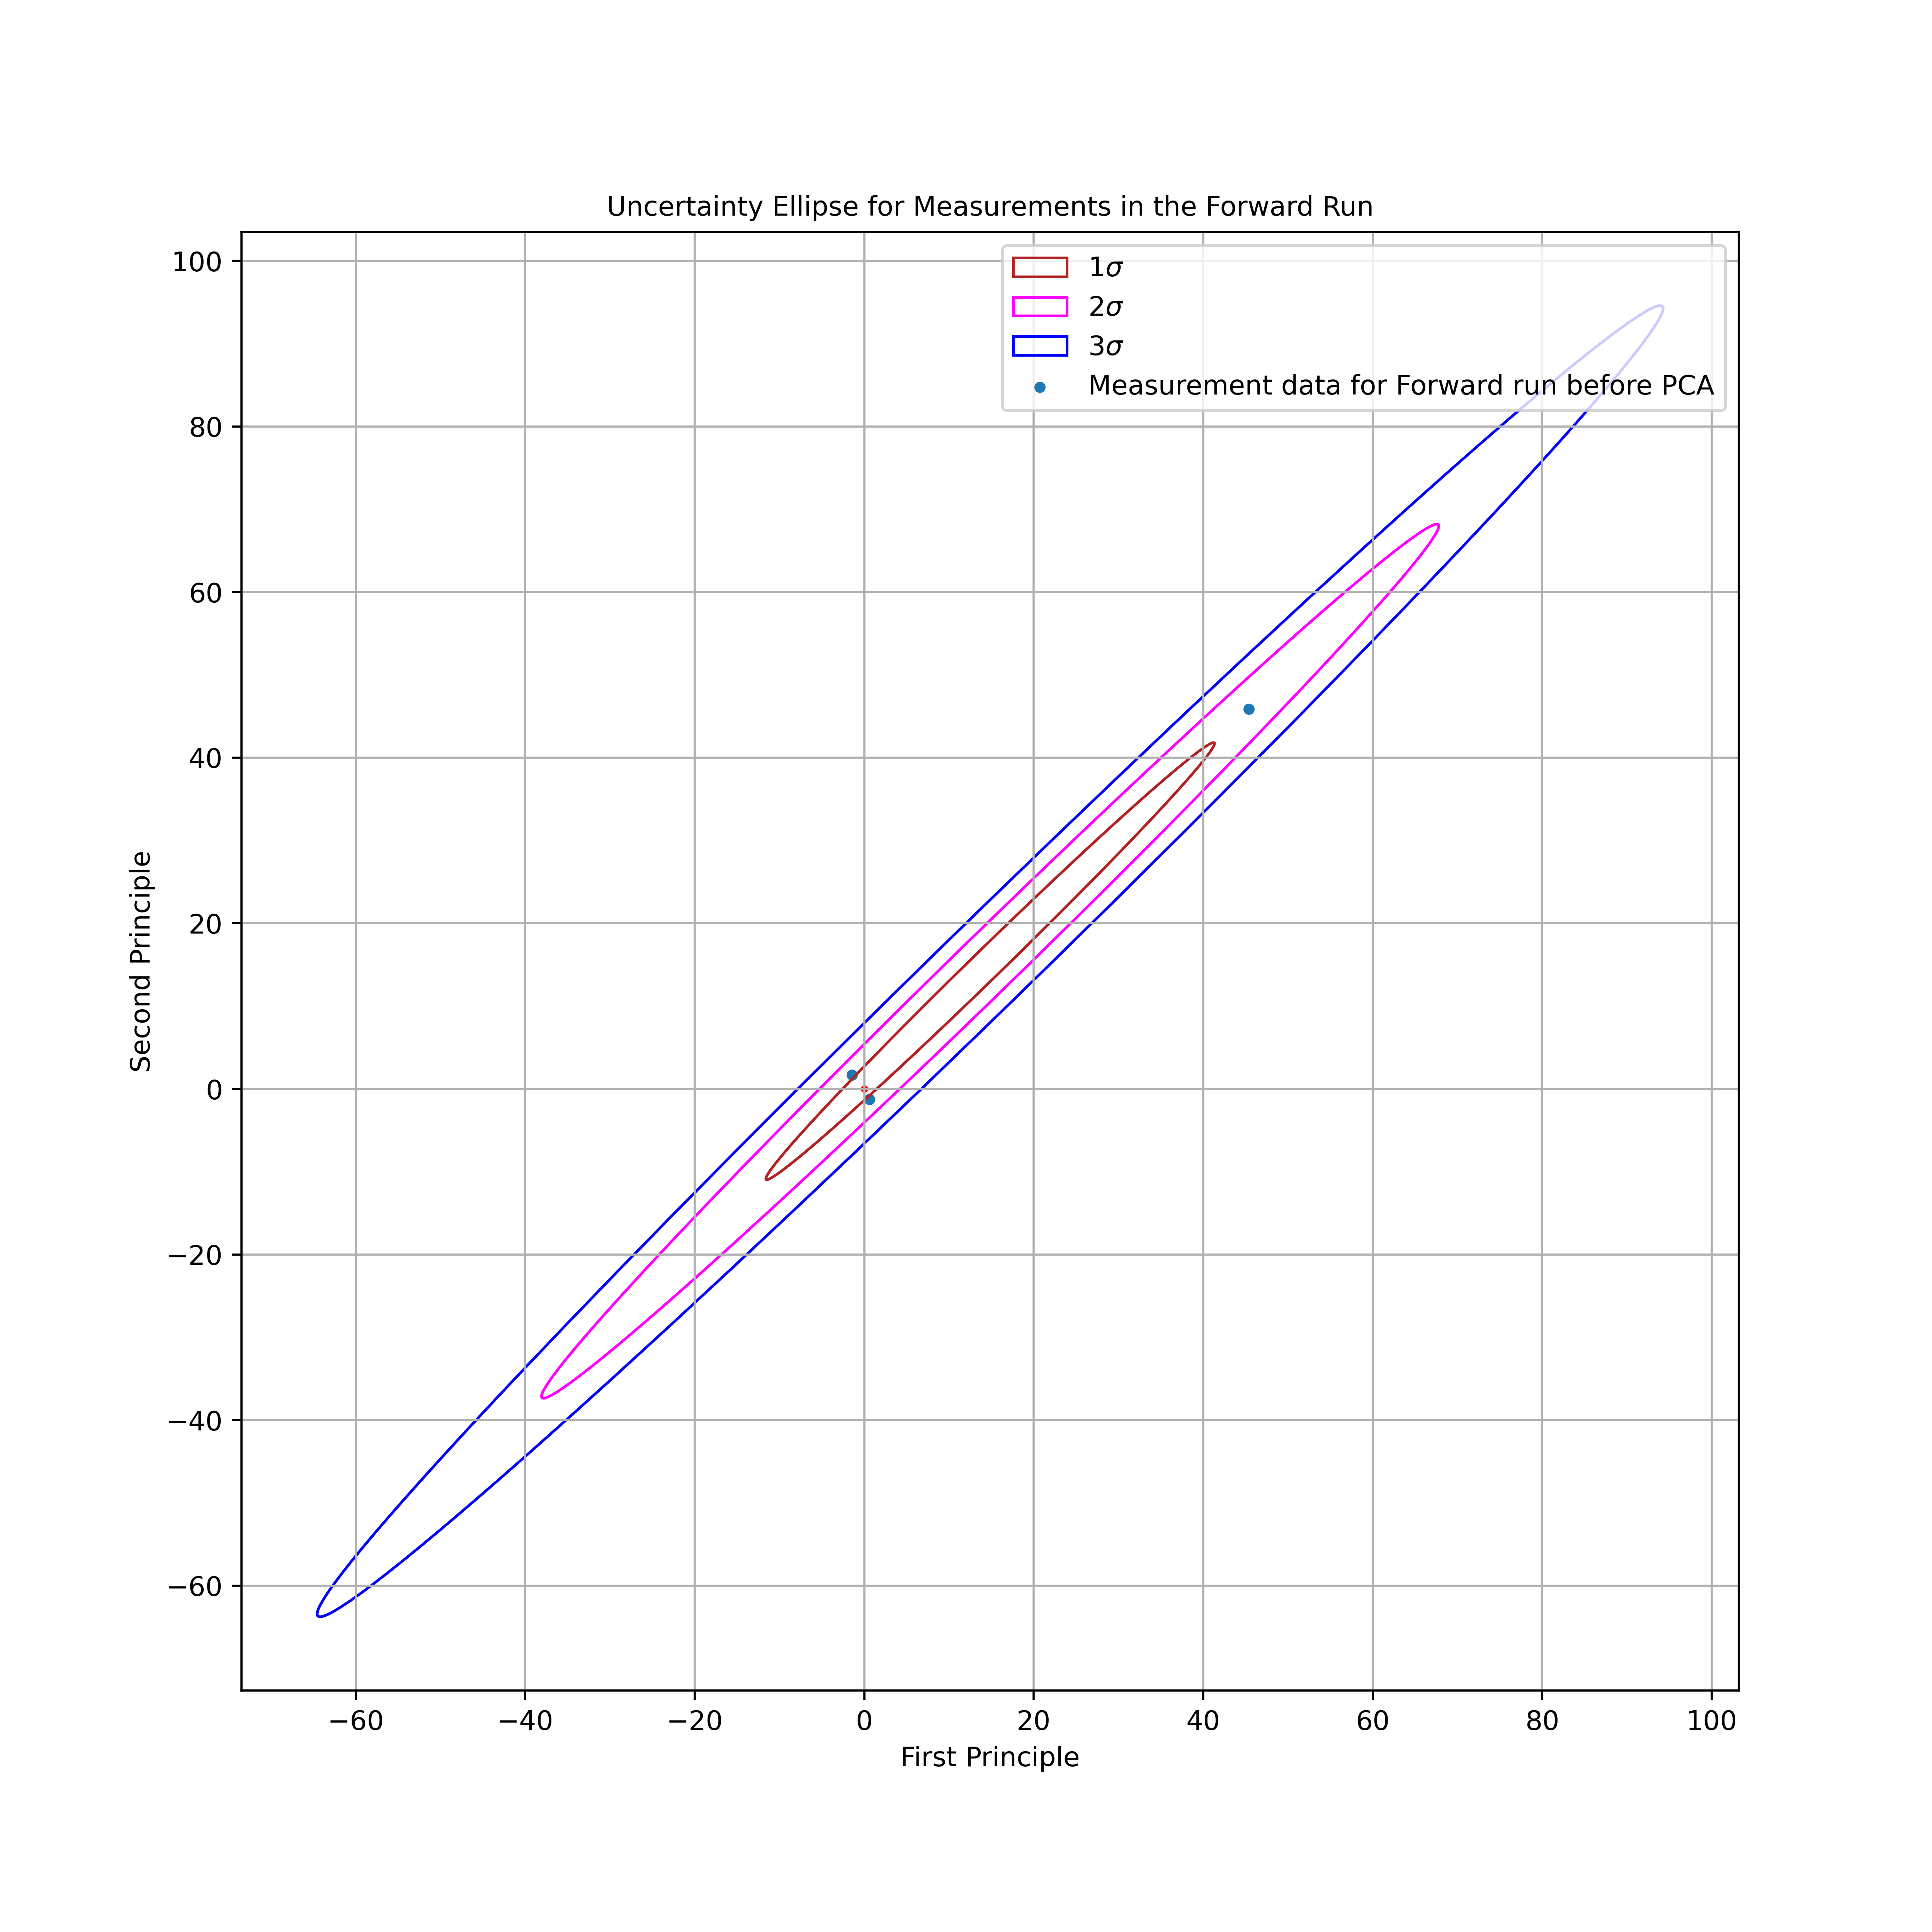 Uncertainty Ellipse for Measurements in the Forward Run
1σ
2σ
3σ
Measurement data for Forward run before PCA
100
80
60
40
20
0
−20
−40
−60
Second Principle
−60 −40 −20 0 20 40 60 80 100
First Principle